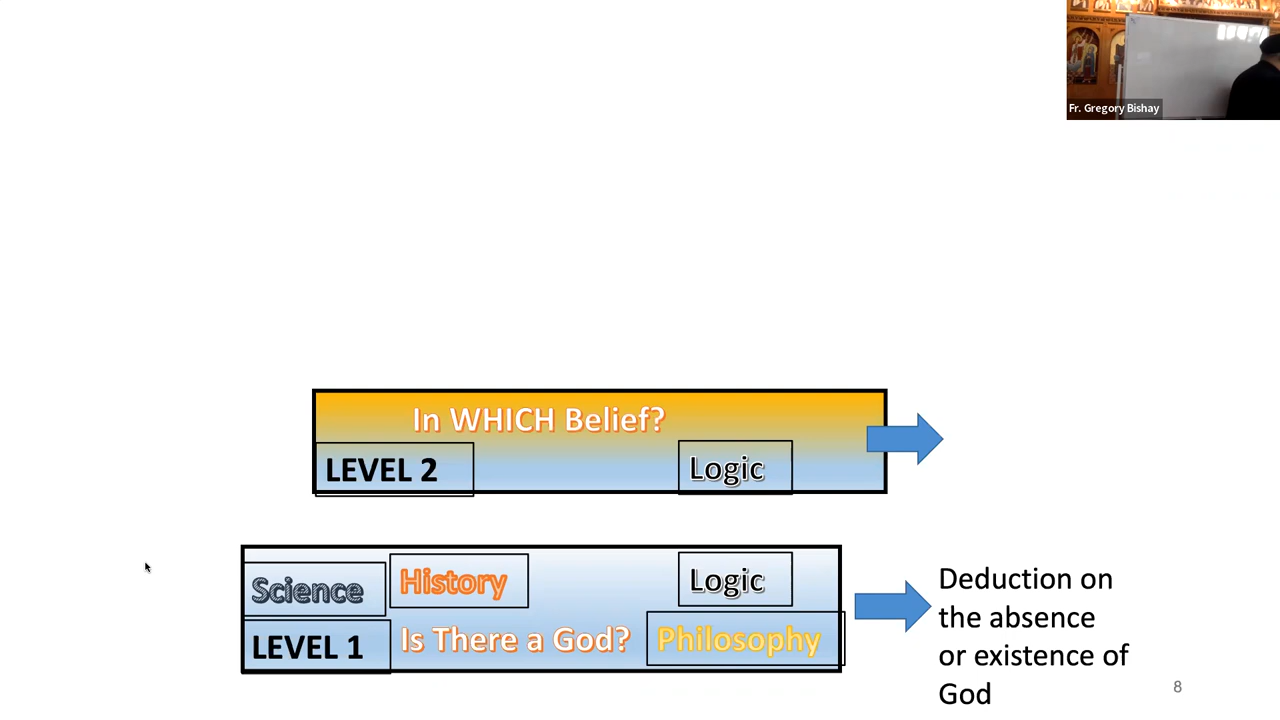 Fr. Gregory Bishay
In WHICH Belief?
LEVEL 2
Logic
Science
History
Logic
LEVEL 1
Is There a God?
Philosophy
Deduction on
the absence
or existence of
God
8